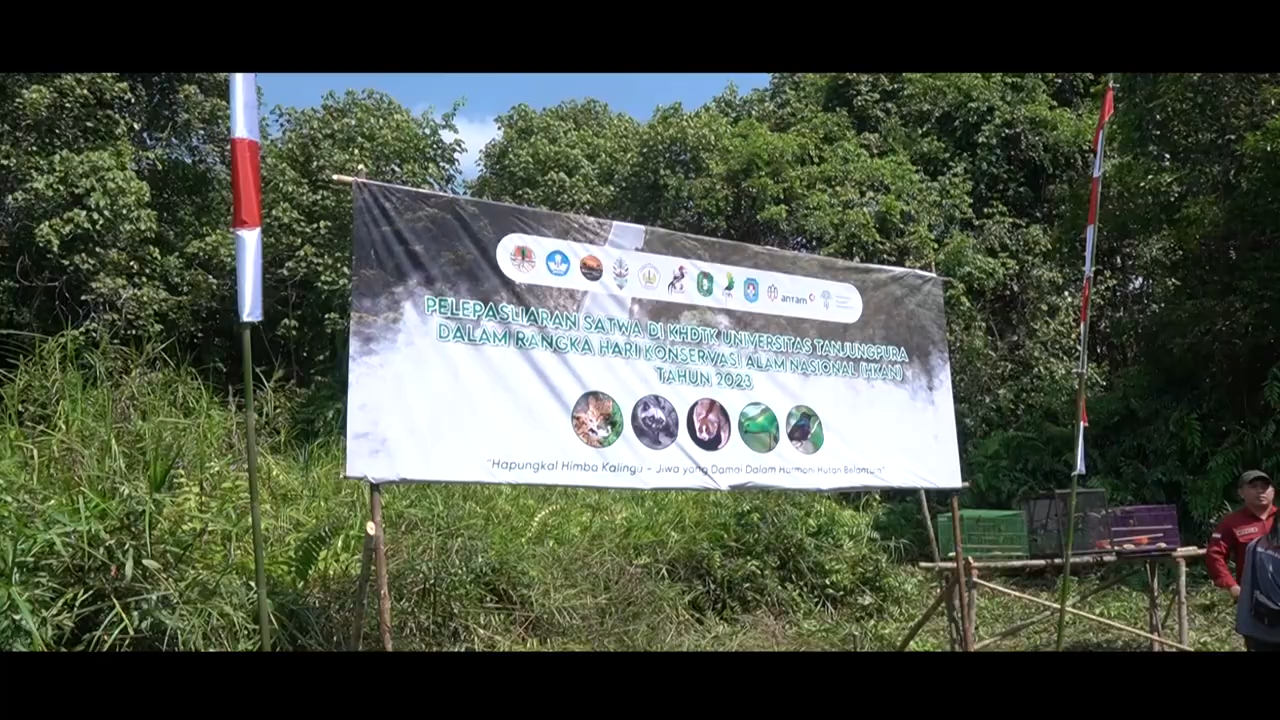 antam
PELEPASLIARAN SATWA DI KHDTK UNIVERSITAS TANJUNGPURA
DALAM RANGKA HARI KONSERVASI ALAM NASIONAL (HKAN)
TAHUN 2023
"Hapungkal Himba Kalingu - Jiwa yang Damai Dalam Harmoni Hutan Belantun"